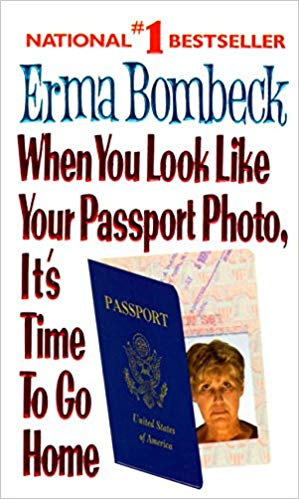 NATIONAL #1 BESTSELLER
Erma Bombeck
When You Look Like
Your Passport Photo,
It's
Time
To Go
Home
PASSPORT
United States
of America